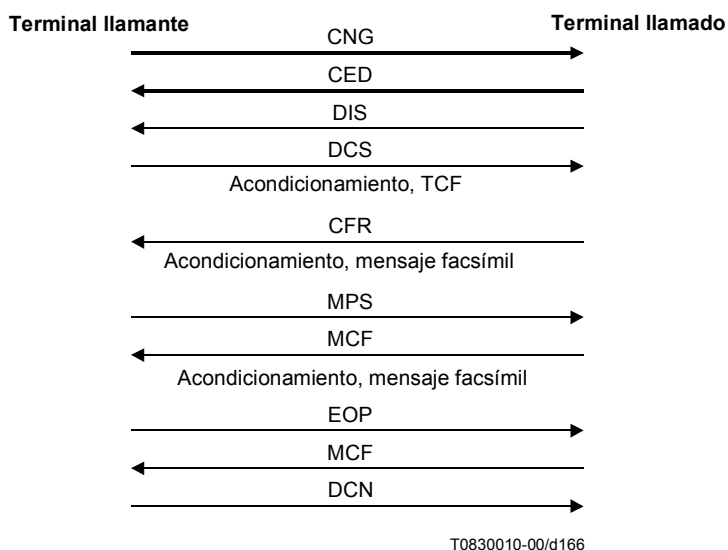 Terminal llamante
Terminal llamado
CNG
CED
DIS
DCS
Acondicionamiento, TCF
CFR
Acondicionamiento, mensaje facsímil
MPS
MCF
Acondicionamiento, mensaje facsímil
EOP
MCF
DCN
T0830010-00/d166